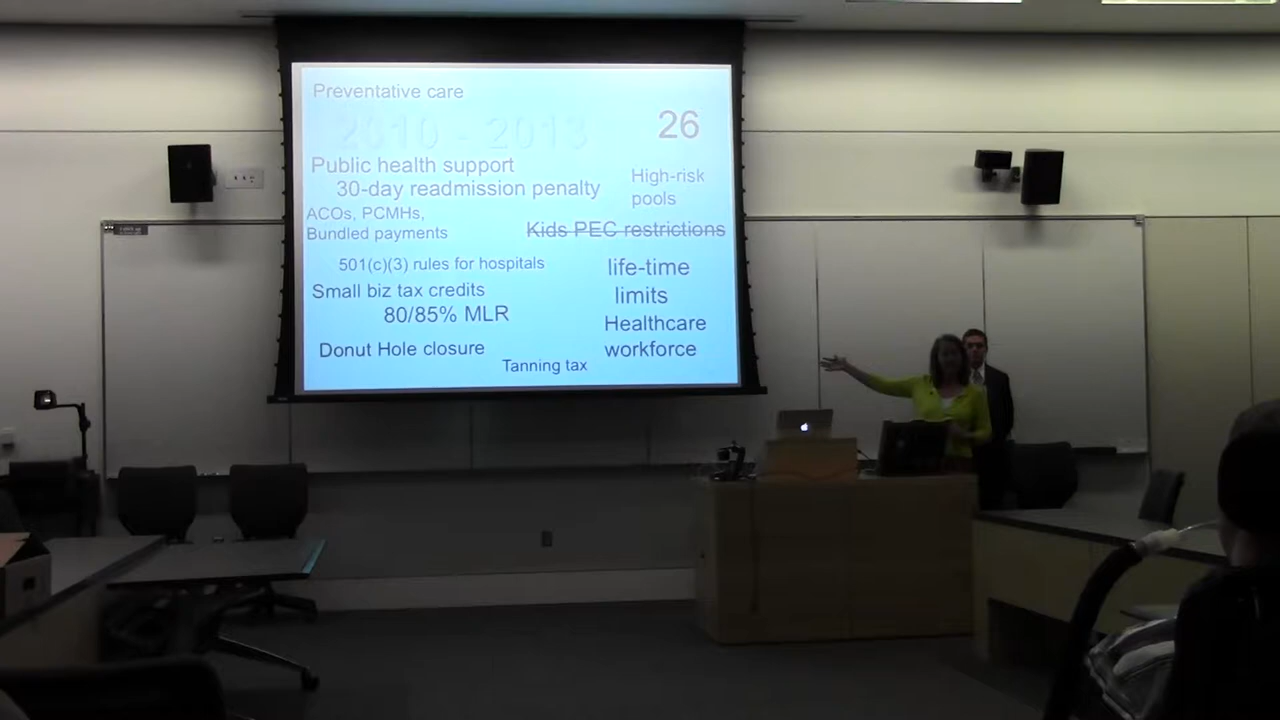 Preventative care
2010 - 2013
26
Public health support
30-day readmission penalty
High-risk
pools
ACOs, PCMHs,
Bundled payments
Kids PEC restrictions
501(c)(3) rules for hospitals
life-time
limits
Small biz tax credits
80/85% MLR
Healthcare
workforce
Donut Hole closure
Tanning tax